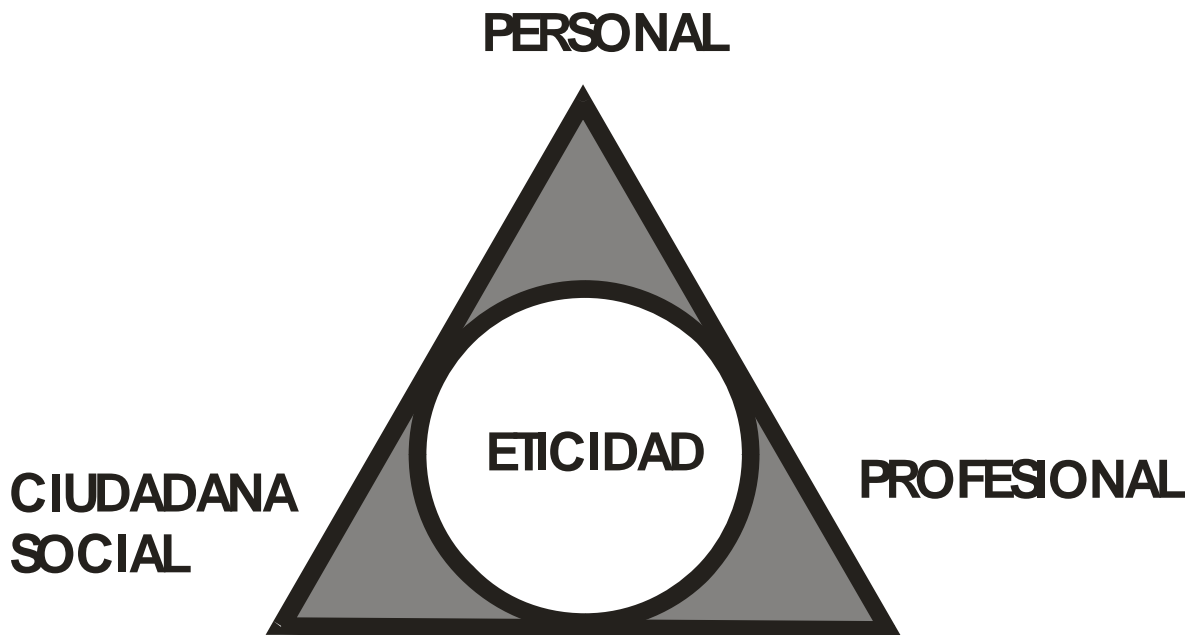 PERSONAL
ETICIDAD
CIUDADANA
SOCIAL
PROFESIONAL